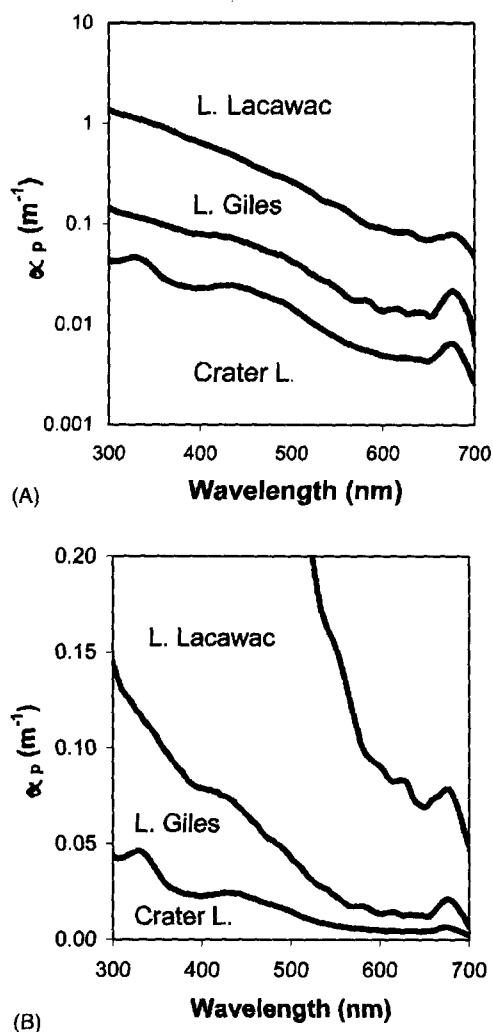 10
1
0.1
0.01
0.001
∝ p (m⁻¹)
L. Lacawac
L. Giles
Crater L.
300 400 500 600 700
(A)
Wavelength (nm)
0.20
0.15
0.10
0.05
0.00
∝ p (m⁻¹)
L. Lacawac
L. Giles
Crater L.
300 400 500 600 700
Wavelength (nm)
(B)